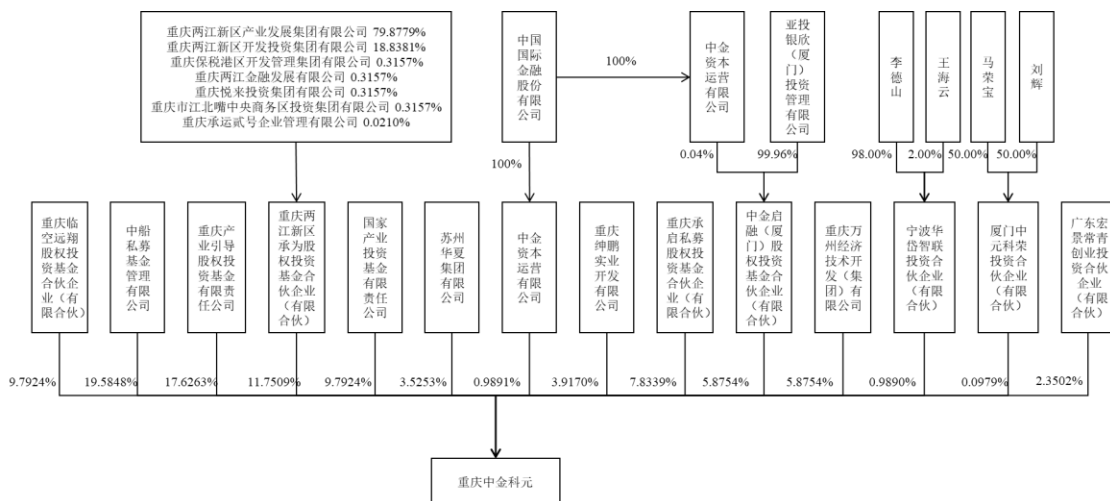 重庆两江新区产业发展集团有限公司 79.8779%
重庆两江新区开发投资集团有限公司 18.8381%
重庆保税港区开发管理集团有限公司 0.3157%
重庆两江金融发展有限公司 0.3157%
重庆悦来投资集团有限公司 0.3157%
重庆市江北嘴中央商务区投资集团有限公司 0.3157%
重庆承运贰号企业管理有限公司 0.0210%
中国
国际
金融
股份
有限
公司
100%
中金
资本
运营
有限
公司
亚投
银欣
（厦
门）
投资
管理
有限
公司
李
德
山
王
海
云
马
荣
宝
刘
辉
100%
0.04%
99.96%
98.00%
2.00%
50.00%
50.00%
重庆临
空远翔
股权投
资基金
合伙企
业（有
限合伙）
中船
私募
基金
管理
有限
公司
重庆产
业引导
股权投
资基金
有限责
任公司
重庆两
江新区
承为股
权投资
基金合
伙企业
（有限
合伙）
国家
产业
投资
基金
有限
责任
公司
苏州
华夏
集团
有限
公司
中金
资本
运营
有限
公司
重庆
绅鹏
实业
开发
有限
公司
重庆承
启私募
股权投
资基金
合伙企
业（有
限合伙）
中金启
融（厦
门）股
权投资
基金合
伙企业
（有限
合伙）
重庆万
州经济
技术开
发（集
团）有
限公司
宁波华
岱智联
投资合
伙企业
（有限
合伙）
厦门中
元科荣
投资合
伙企业
（有限
合伙）
广东宏
景常青
创业投
资合伙
企业
（有限
合伙）
9.7924%
19.5848%
17.6263%
11.7509%
9.7924%
3.5253%
0.9891%
3.9170%
7.8339%
5.8754%
5.8754%
0.9890%
0.0979%
2.3502%
重庆中金科元